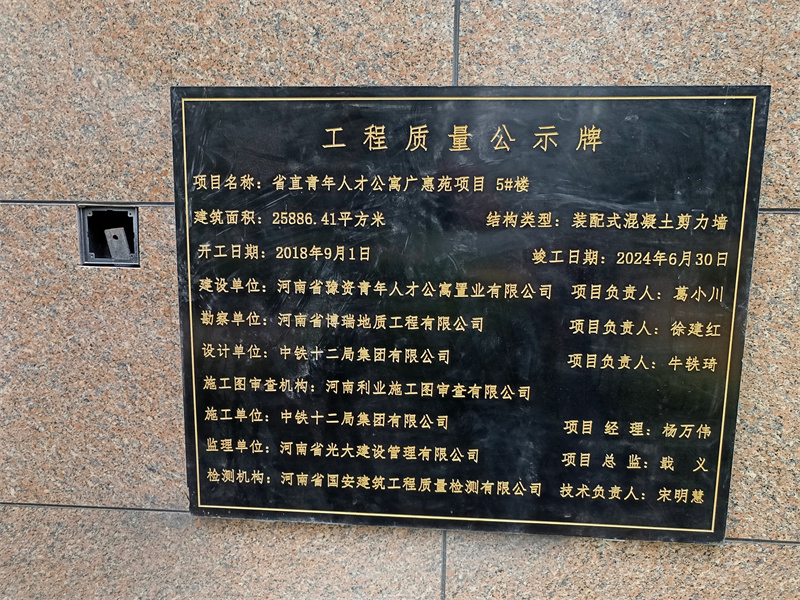 工程质量公示牌
项目名称：省直青年人才公寓广惠苑项目 5#楼
建筑面积：25886.41平方米 结构类型：装配式混凝土剪力墙
开工日期：2018年9月1日 竣工日期：2024年6月30日
建设单位：河南省豫资青年人才公寓置业有限公司 项目负责人：葛小川
勘察单位：河南省博瑞地质工程有限公司 项目负责人：徐建红
设计单位：中铁十二局集团有限公司 项目负责人：牛轶琦
施工图审查机构：河南利业施工图审查有限公司
施工单位：中铁十二局集团有限公司 项目 经理：杨万伟
监理单位：河南省光大建设管理有限公司 项目 总监：戢 义
检测机构：河南省国安建筑工程质量检测有限公司 技术负责人：宋明慧